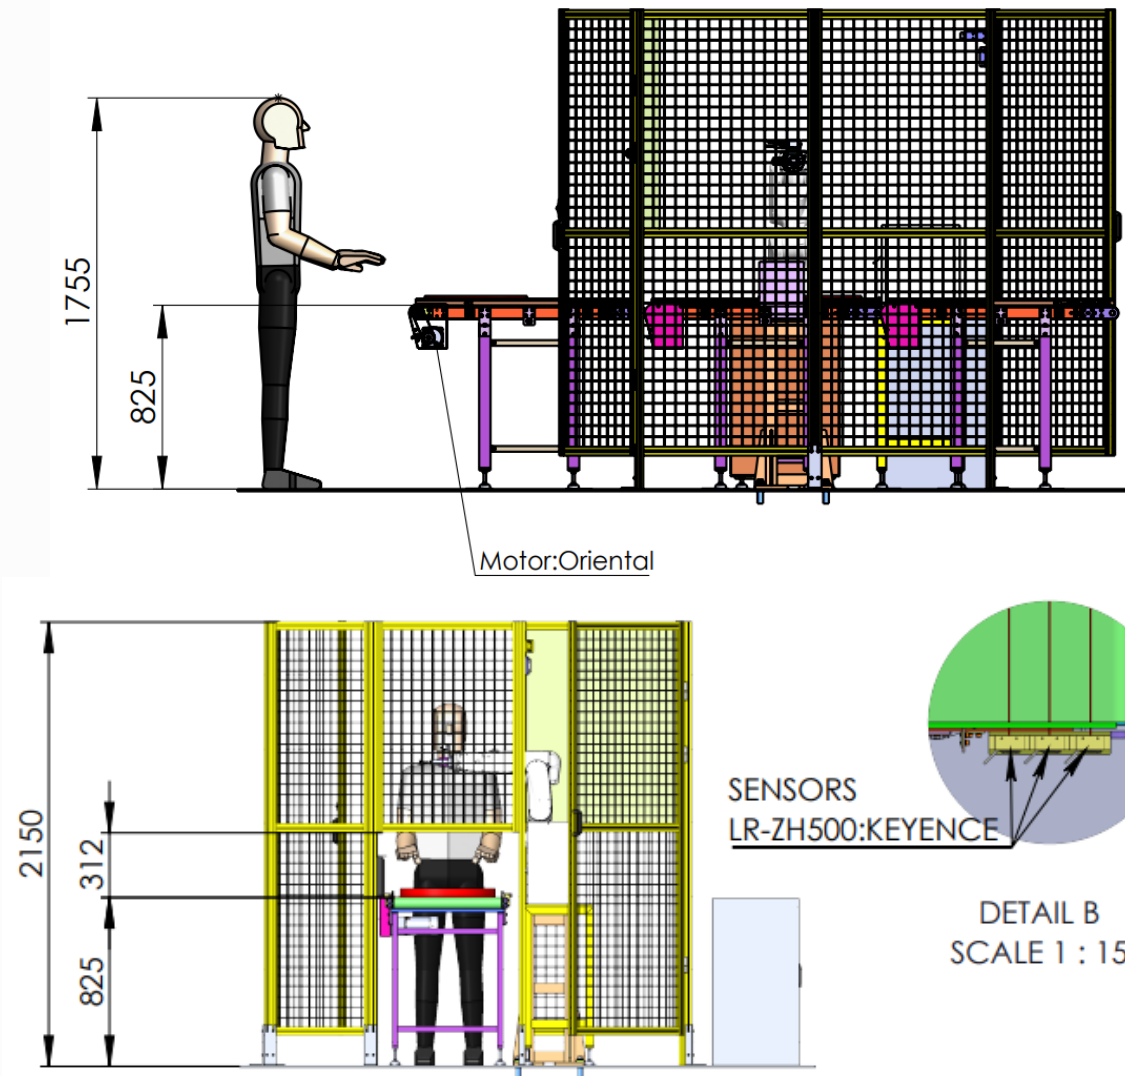 1755
825
Motor:Oriental
2150
312
825
SENSORS
LR-ZH500:KEYENCE
DETAIL B
SCALE 1 : 15